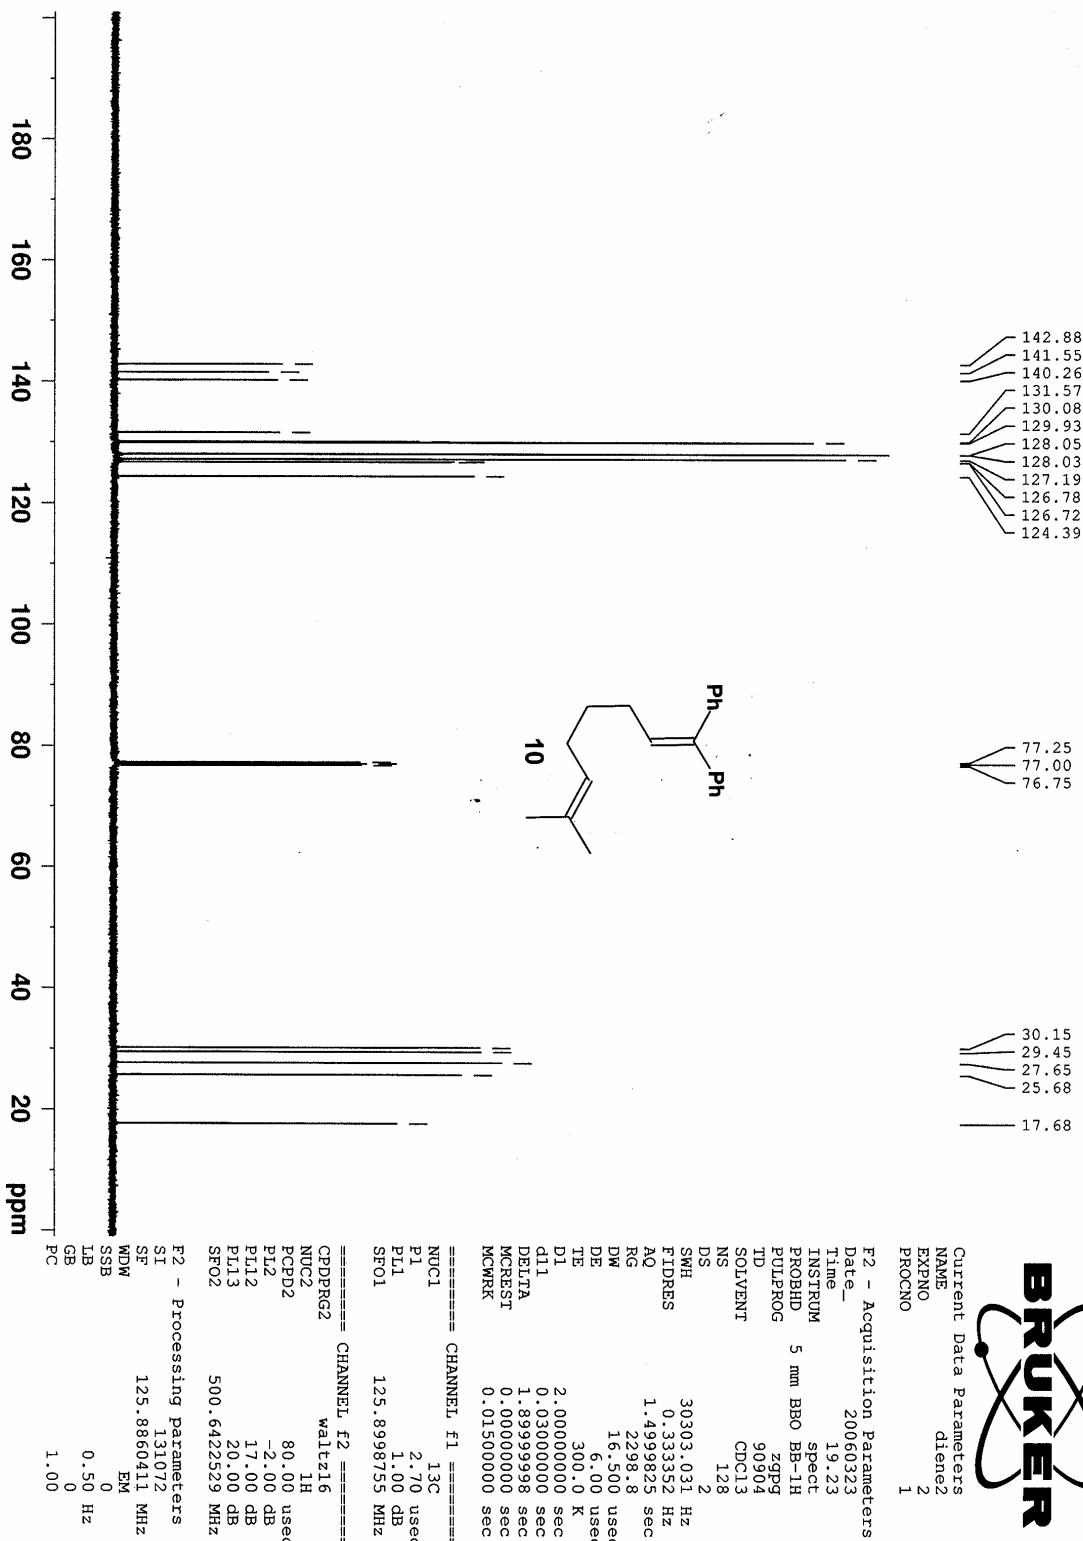 142.88
141.55
140.26
131.57
130.08
129.93
128.05
128.03
127.19
126.78
126.72
124.39
77.25
77.00
76.75
30.15
29.45
27.65
25.68
17.68
Ph
Ph
10
180 160 140 120 100 80 60 40 20 ppm
BRUKER
Current Data Parameters
NAME diene2
EXPNO 2
PROCNO 1
F2 - Acquisition Parameters
Date_ 20060323
Time 19.23
INSTRUM spect
PROBHD 5 mm BBO BB-1H
PULPROG zgpg
TD 90904
SOLVENT CDCl3
NS 128
DS 2
SWH 30303.031 Hz
FIDRES 0.333352 Hz
AQ 1.4999825 sec
RG 2298.8
DW 16.500 usec
DE 6.00 usec
TE 300.0 K
D1 2.00000000 sec
d11 0.03000000 sec
DELTA 1.89999998 sec
MCREST 0.00000000 sec
MCWRK 0.01500000 sec
======== CHANNEL f1 ========
NUC1 13C
P1 2.70 usec
PL1 1.00 dB
SFO1 125.8998755 MHz
======== CHANNEL f2 ========
CPDPRG2 waltz16
NUC2 1H
PCPD2 80.00 usec
PL2 -2.00 dB
PL12 17.00 dB
PL13 20.00 dB
SFO2 500.6422529 MHz
F2 - Processing parameters
SI 131072
SF 125.8860411 MHz
WDW EM
SSB 0
LB 0.50 Hz
GB 0
PC 1.00